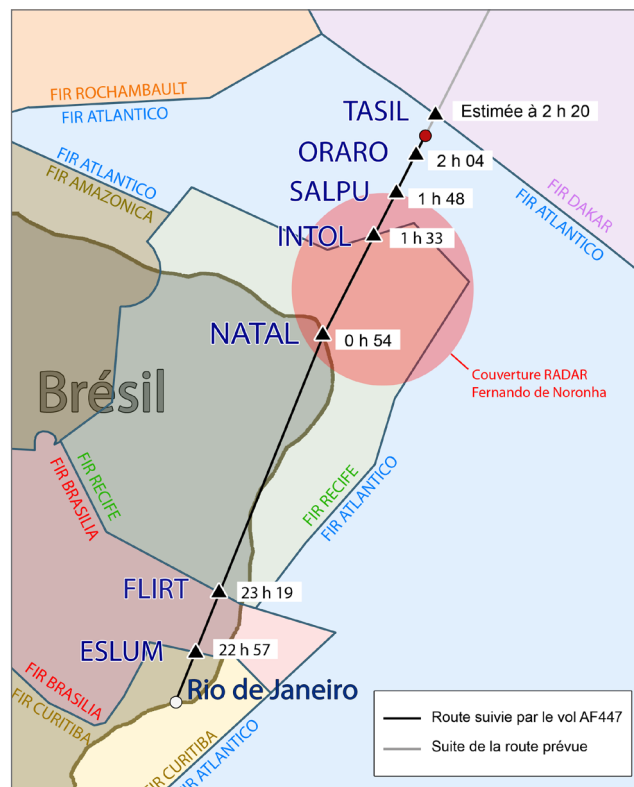 FIR ROCHAMBAULT
FIR ATLANTICO
TASIL
Estimée à 2 h 20
ORARO
2 h 04
FIR ATLANTICO
FIR AMAZONICA
SALPU
1 h 48
FIR DAKAR
FIR ATLANTICO
INTOL
1 h 33
NATAL
0 h 54
Couverture RADAR
Fernando de Noronha
Brésil
FIR RECIFE
FIR BRASILIA
FIR RECIFE
FIR ATLANTICO
FLIRT
23 h 19
ESLUM
22 h 57
Rio de Janeiro
FIR BRASILIA
FIR CURITIBA
FIR CURITIBA
FIR ATLANTICO
Route suivie par le vol AF447
Suite de la route prévue